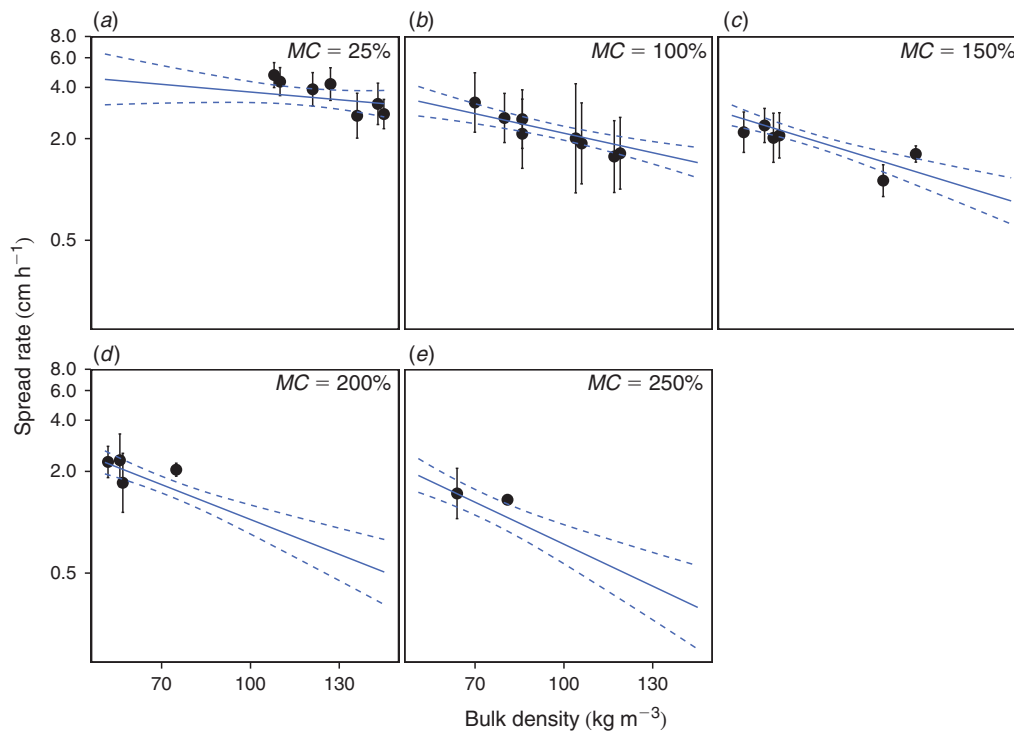 (a) (b) (c)
MC = 25% MC = 100% MC = 150%
8.0
6.0
4.0
2.0
0.5
Spread rate (cm h⁻¹)
(d) (e)
MC = 200% MC = 250%
8.0
6.0
4.0
2.0
0.5
70 100 130 70 100 130
Bulk density (kg m⁻³)